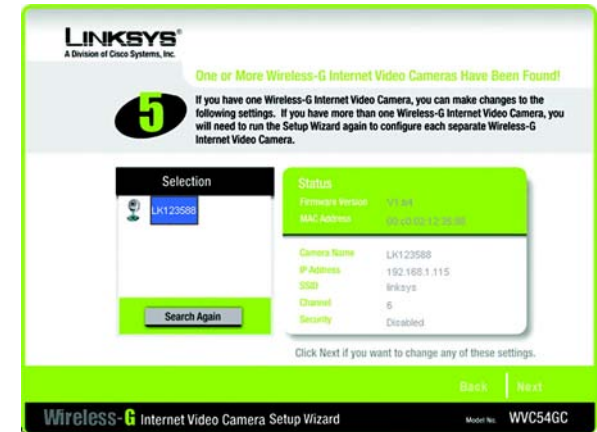 LINKSYS®
A Division of Cisco Systems, Inc.
One or More Wireless-G Internet Video Cameras Have Been Found!
5
If you have one Wireless-G Internet Video Camera, you can make changes to the
following settings. If you have more than one Wireless-G Internet Video Camera, you
will need to run the Setup Wizard again to configure each separate Wireless-G
Internet Video Camera.
Selection
LK123588
Search Again
Status
Firmware Version V1.04
MAC Address
Camera Name LK123588
IP Address 192.168.1.115
SSID linksys
Channel 6
Security Disabled
Click Next if you want to change any of these settings.
Back Next
Wireless-G Internet Video Camera Setup Wizard
Model No. WVC54GC